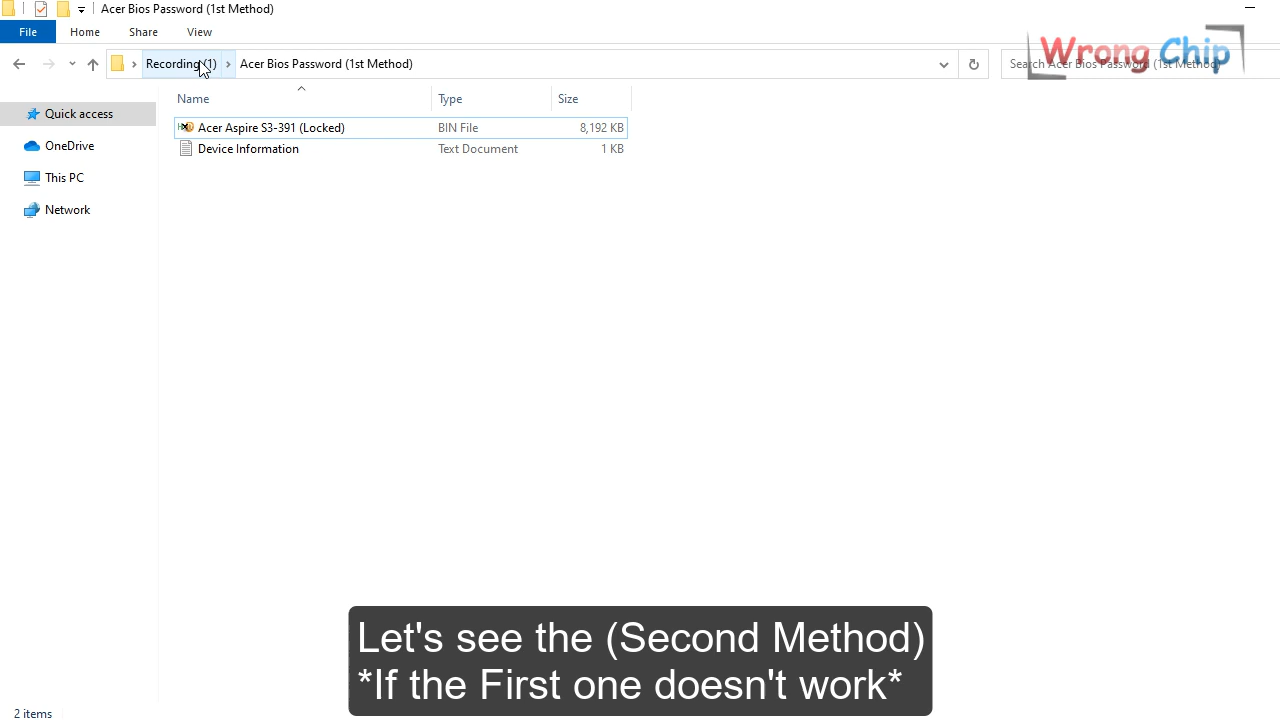 Acer Bios Password (1st Method)
File Home Share View
Recording (1) Acer Bios Password (1st Method)
Search Acer Bios Password (1st Method)
Wrong Chip
Name Type Size
Quick access
Acer Aspire S3-391 (Locked) BIN File 8,192 KB
OneDrive
Device Information Text Document 1 KB
This PC
Network
Let's see the (Second Method)
*If the First one doesn't work*
2 items